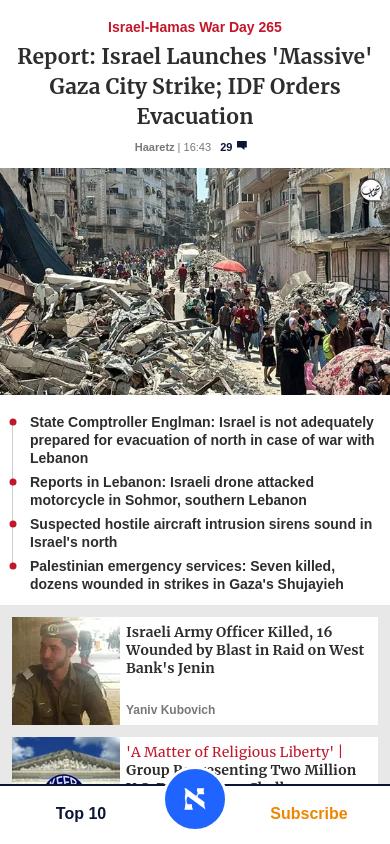 Israel-Hamas War Day 265
Report: Israel Launches 'Massive'
Gaza City Strike; IDF Orders
Evacuation
Haaretz | 16:43 29
State Comptroller Englman: Israel is not adequately
prepared for evacuation of north in case of war with
Lebanon
Reports in Lebanon: Israeli drone attacked
motorcycle in Sohmor, southern Lebanon
Suspected hostile aircraft intrusion sirens sound in
Israel's north
Palestinian emergency services: Seven killed,
dozens wounded in strikes in Gaza's Shujayieh
Israeli Army Officer Killed, 16
Wounded by Blast in Raid on West
Bank's Jenin
Yaniv Kubovich
'A Matter of Religious Liberty' |
Group Representing Two Million
KEEP
Top 10
Subscribe